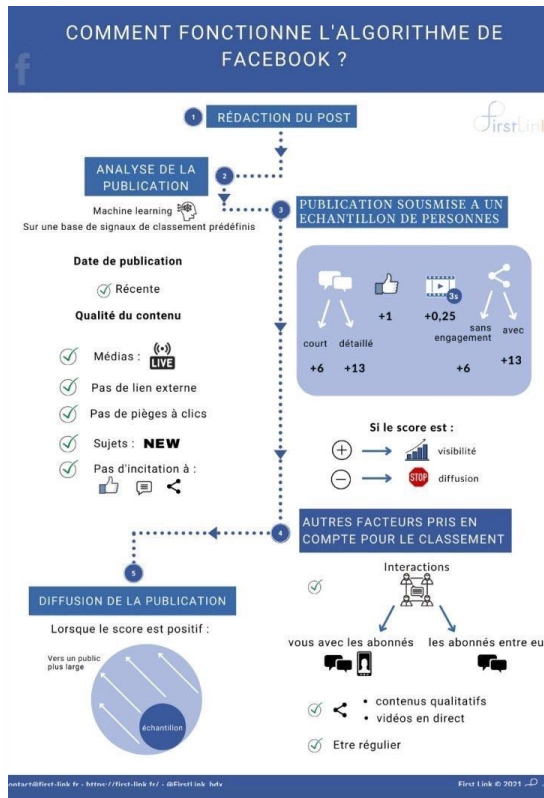 COMMENT FONCTIONNE L'ALGORITHME DE
FACEBOOK ?
f
1 RÉDACTION DU POST
FirstLink
ANALYSE DE LA
PUBLICATION
2
Machine learning
Sur une base de signaux de classement prédéfinis
3
PUBLICATION SOUSMISE A UN
ECHANTILLON DE PERSONNES
Date de publication
Récente
Qualité du contenu
Médias : LIVE
Pas de lien externe
Pas de pièges à clics
Sujets : NEW
Pas d'incitation à :
3s
+1
+0,25
court
détaillé
sans
engagement
avec
+6
+13
+6
+13
Si le score est :
visibilité
STOP
diffusion
4
AUTRES FACTEURS PRIS EN
COMPTE POUR LE CLASSEMENT
Interactions
vous avec les abonnés
les abonnés entre eu
• contenus qualitatifs
• vidéos en direct
Etre régulier
5
DIFFUSION DE LA PUBLICATION
Lorsque le score est positif :
Vers un public
plus large
échantillon
ontact@first-link.fr - https://first-link.fr/ - @FirstLink_bdx
First Link © 2021